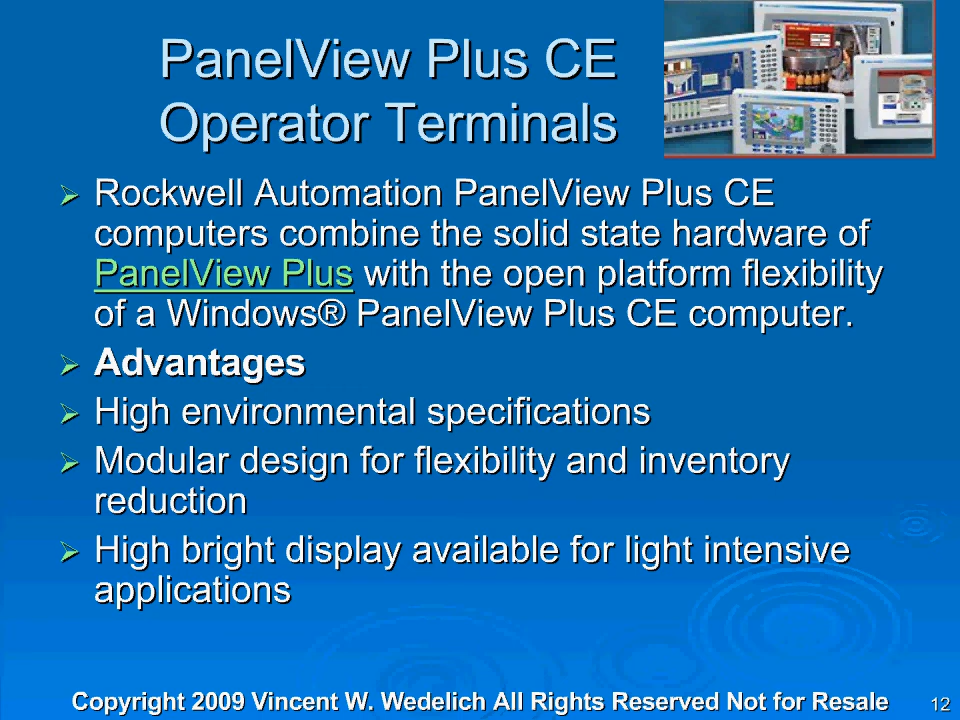 PanelView Plus CE
Operator Terminals
Rockwell Automation PanelView Plus CE
computers combine the solid state hardware of
PanelView Plus with the open platform flexibility
of a Windows® PanelView Plus CE computer.
Advantages
High environmental specifications
Modular design for flexibility and inventory
reduction
High bright display available for light intensive
applications
Copyright 2009 Vincent W. Wedelich All Rights Reserved Not for Resale
12